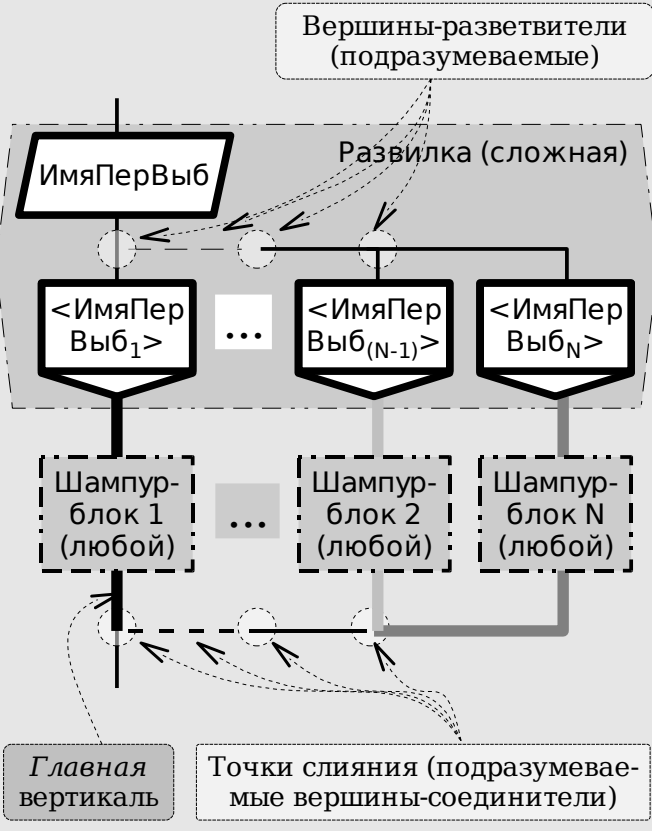 Вершины-разветвители
(подразумеваемые)
Развилка (сложная)
ИмяПерВыб
<ИмяПер
Выб₁>
...
<ИмяПер
Выб₍N-1₎>
<ИмяПер
Выб_N>
Шампур-
блок 1
(любой)
...
Шампур-
блок 2
(любой)
Шампур-
блок N
(любой)
Главная
вертикаль
Точки слияния (подразумевае-
мые вершины-соединители)